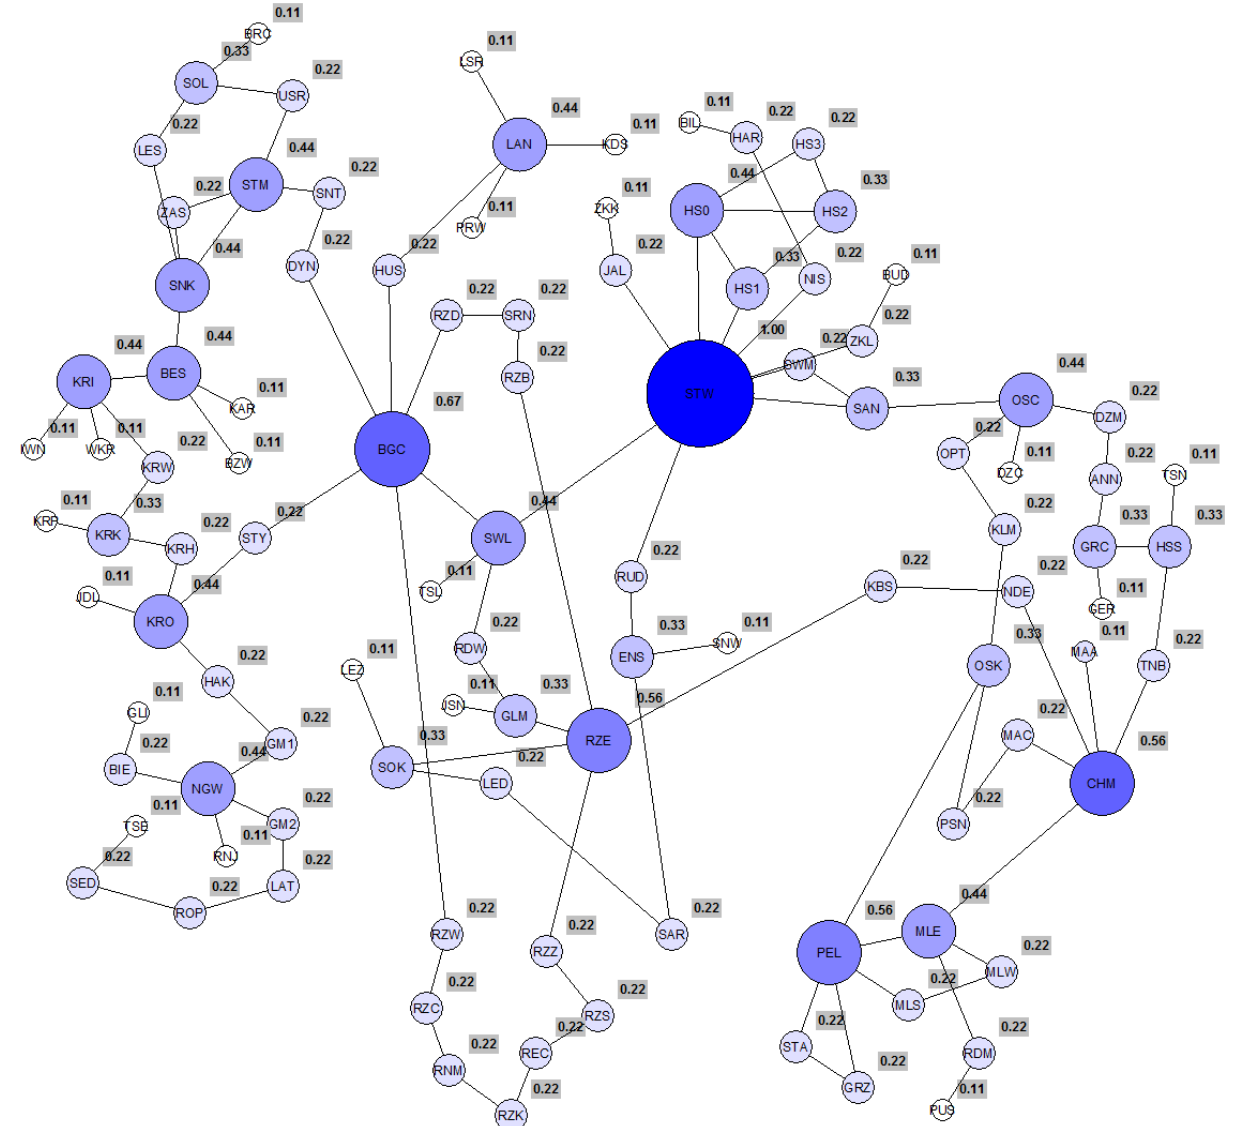 0.11
BRC
0.33
SOL
0.22
USR
0.22
LES
0.44
STM
0.22
SNT
0.22
ZAS
0.44
SNK
0.22
DYN
0.11
LSR
0.44
LAN
0.11
KDS
0.11
PRW
0.22
HUS
0.11
BIL
0.22
HAR
0.22
HS3
0.44
HS0
0.33
HS2
0.11
ZKK
0.22
JAL
0.33
HS1
0.22
NIS
0.11
BUD
0.22
ZKL
0.22
SWM
1.00
STW
0.33
SAN
0.22
RZD
0.22
SRN
0.22
RZB
0.44
KRI
0.44
BES
0.11
KAR
0.11
BZW
0.11
IWN
0.11
WKR
0.22
KRW
0.67
BGC
0.44
OSC
0.22
DZM
0.22
OPT
0.11
DZC
0.22
ANN
0.11
TSN
0.11
KRP
0.33
KRK
0.22
KRH
0.22
STY
0.44
SWL
0.11
TSL
0.22
KLM
0.33
GRC
0.33
HSS
0.11
GER
0.11
JDL
0.44
KRO
0.22
RDW
0.22
RUD
0.22
KBS
0.22
NDE
0.33
ENS
0.11
SNW
0.33
OSK
0.11
MAA
0.22
TNB
0.22
HAK
0.11
LEZ
0.11
JSN
0.33
GLM
0.56
RZE
0.11
GLI
0.22
GM1
0.22
BIE
0.44
NGW
0.33
SOK
0.22
LED
0.22
MAC
0.56
CHM
0.11
TSE
0.22
GM2
0.11
RNJ
0.22
PSN
0.22
SED
0.22
LAT
0.22
ROP
0.22
RZW
0.22
RZZ
0.22
SAR
0.56
PEL
0.44
MLE
0.22
MLW
0.22
RZC
0.22
RZS
0.22
MLS
0.22
RNM
0.22
REC
0.22
STA
0.22
RDM
0.22
GRZ
0.22
RZK
0.11
PUS